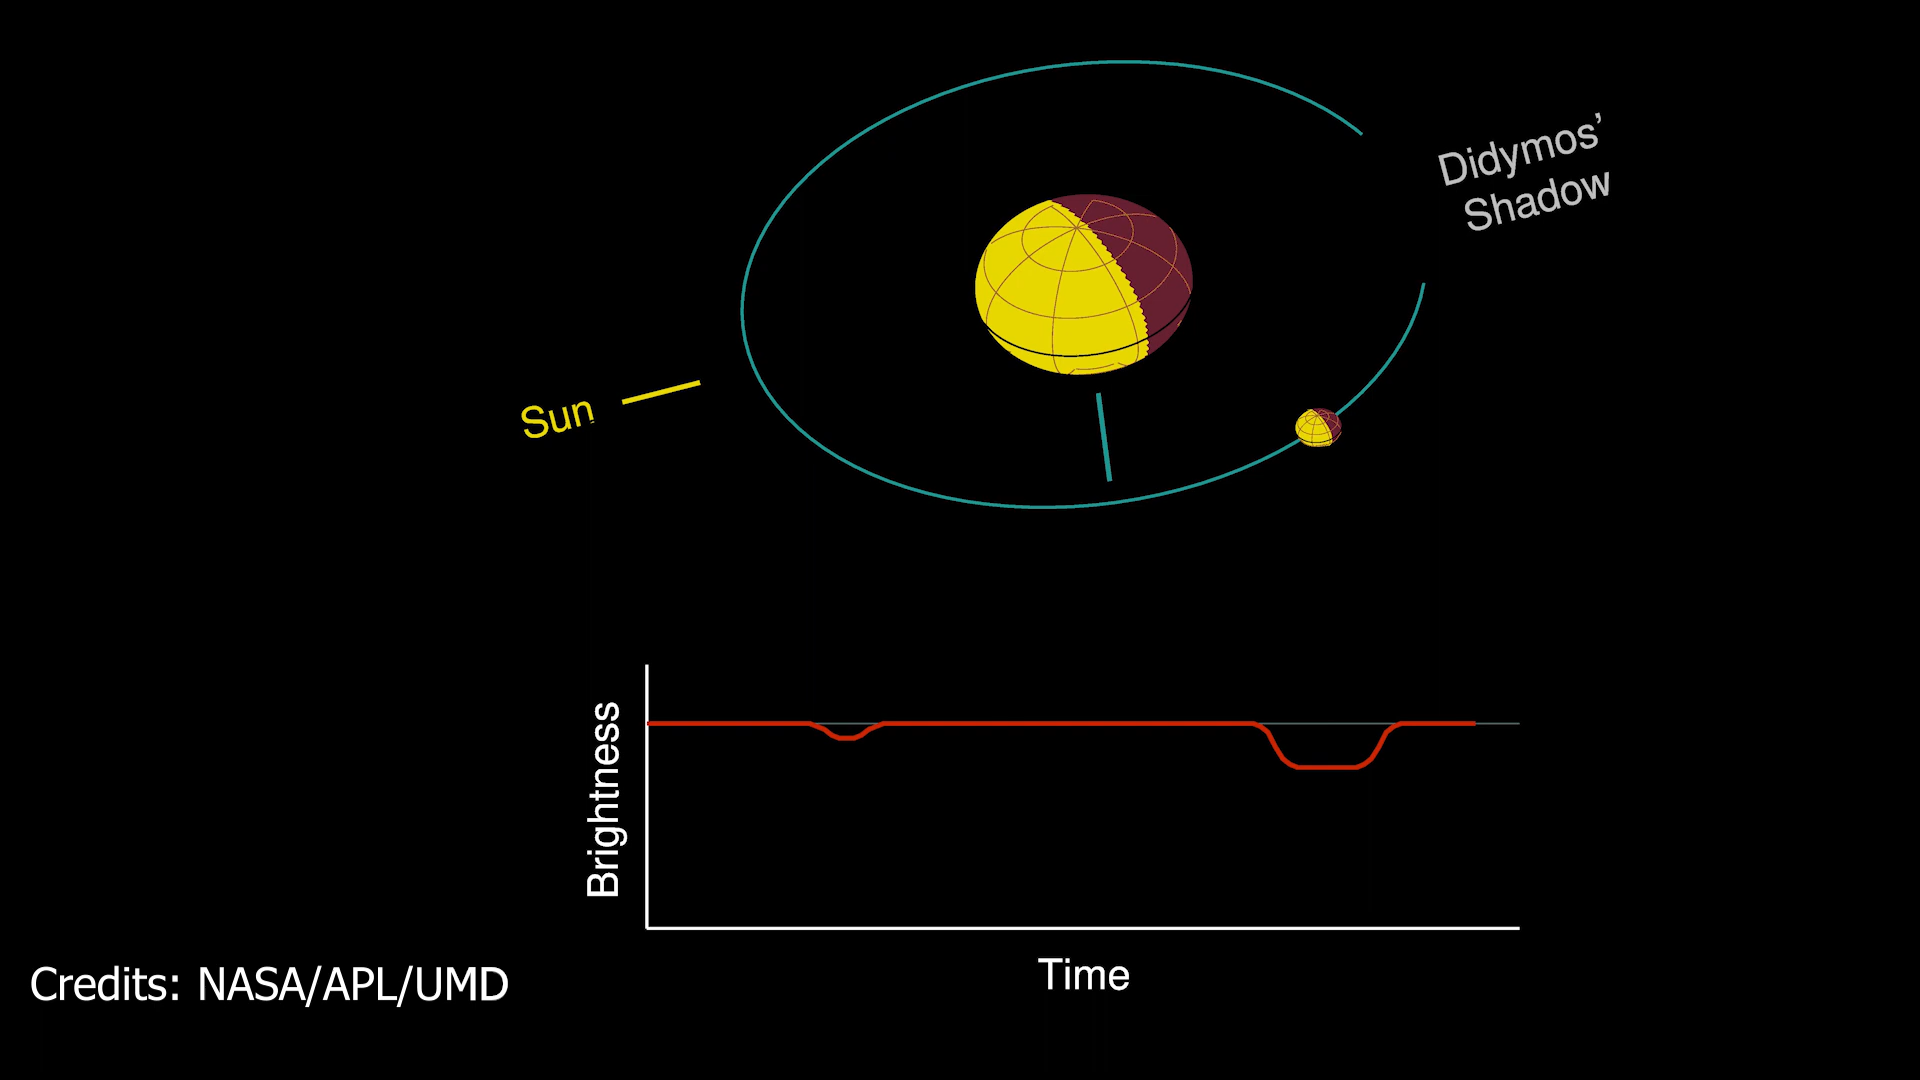 Didymos’
Shadow
Sun
Brightness
Time
Credits: NASA/APL/UMD